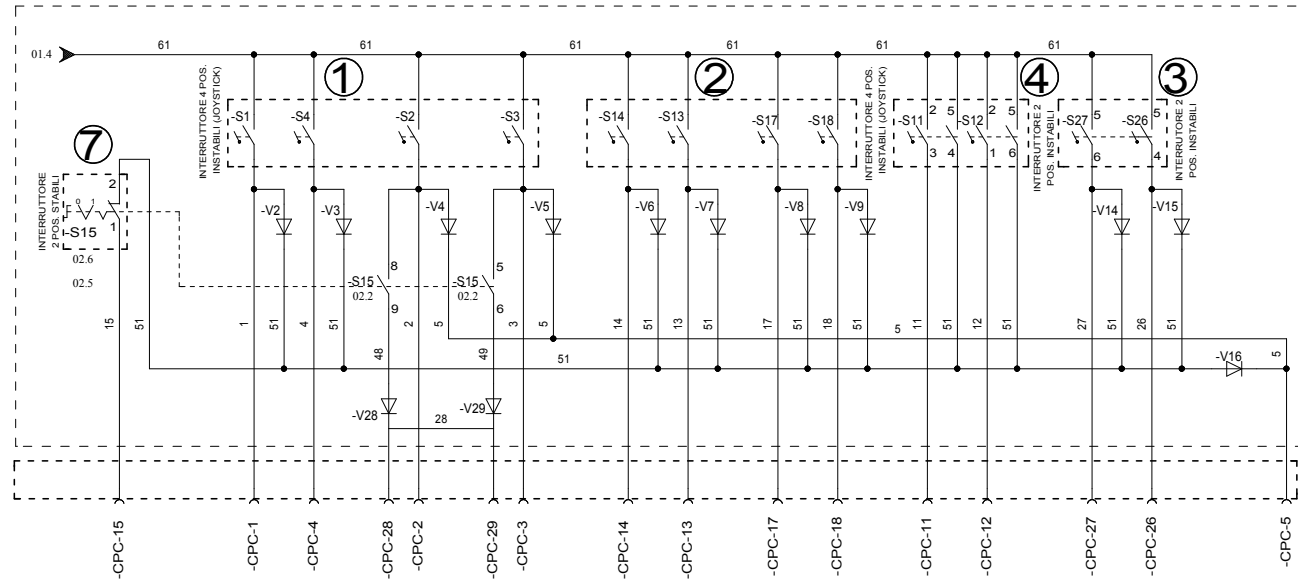 01.4
61
61
61
61
61
61
1
2
4
3
7
INTERRUTTORE 4 POS.
INSTABILI (JOYSTICK)
INTERRUTTORE 4 POS.
INSTABILI (JOYSTICK)
INTERRUTTORE 2
POS. INSTABILI
INTERRUTTORE 2
POS. INSTABILI
INTERRUTTORE
2 POS. STABILI
-S1
-S4
-S2
-S3
-S14
-S13
-S17
-S18
-S11
2
5
-S12
2
5
-S27
5
-S26
5
3
4
1
6
6
4
2
0
1
1
-S15
02.6
02.5
-V2
-V3
-V4
-V5
-V6
-V7
-V8
-V9
-V14
-V15
-S15
02.2
8
9
-S15
02.2
5
6
15
51
1
51
4
51
48
2
5
49
3
5
14
51
13
51
17
51
18
51
5
11
51
12
51
27
51
26
51
51
-V16
5
-V28
28
-V29
-CPC-15
-CPC-1
-CPC-4
-CPC-28
-CPC-2
-CPC-29
-CPC-3
-CPC-14
-CPC-13
-CPC-17
-CPC-18
-CPC-11
-CPC-12
-CPC-27
-CPC-26
-CPC-5